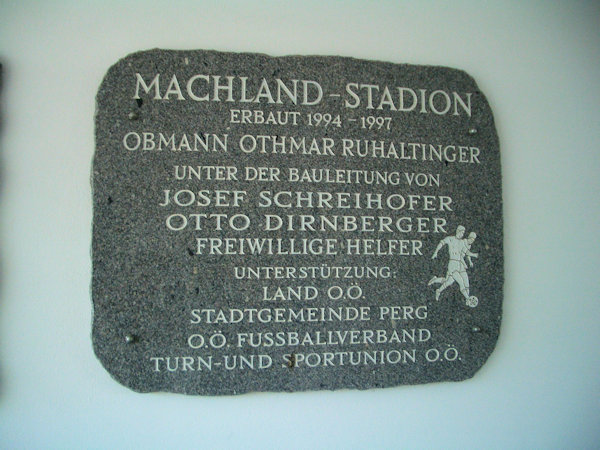 MACHLAND-STADION
ERBAUT 1994 - 1997
OBMANN OTHMAR RUHALTINGER
UNTER DER BAULEITUNG VON
JOSEF SCHREIHOFER
OTTO DIRNBERGER
FREIWILLIGE HELFER
UNTERSTÜTZUNG:
LAND O.Ö.
STADTGEMEINDE PERG
O.Ö. FUSSBALLVERBAND
TURN-UND SPORTUNION O.Ö.